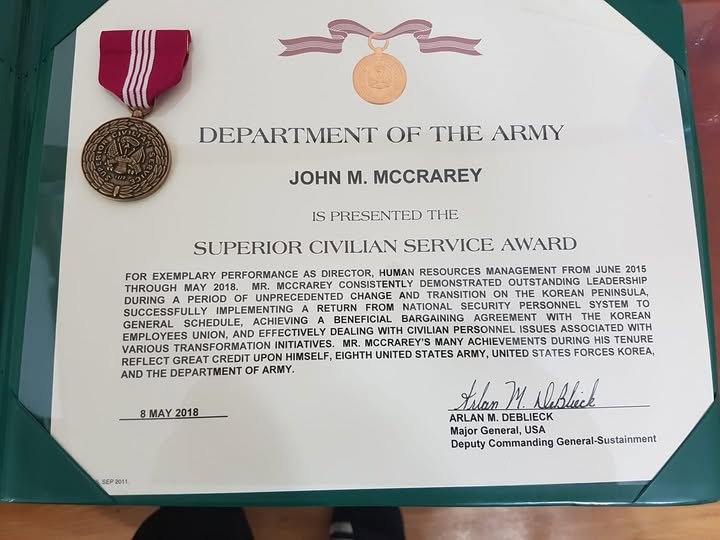 SUPERIOR CIVILIAN SERVICE
DEPARTMENT OF THE ARMY
JOHN M. MCCRAREY
IS PRESENTED THE
SUPERIOR CIVILIAN SERVICE AWARD
FOR EXEMPLARY PERFORMANCE AS DIRECTOR, HUMAN RESOURCES MANAGEMENT FROM JUNE 2015
THROUGH MAY 2018. MR. MCCRAREY CONSISTENTLY DEMONSTRATED OUTSTANDING LEADERSHIP
DURING A PERIOD OF UNPRECEDENTED CHANGE AND TRANSITION ON THE KOREAN PENINSULA,
SUCCESSFULLY IMPLEMENTING A RETURN FROM NATIONAL SECURITY PERSONNEL SYSTEM TO
GENERAL SCHEDULE, ACHIEVING A BENEFICIAL BARGAINING AGREEMENT WITH THE KOREAN
EMPLOYEES UNION, AND EFFECTIVELY DEALING WITH CIVILIAN PERSONNEL ISSUES ASSOCIATED WITH
VARIOUS TRANSFORMATION INITIATIVES. MR. MCCRAREY'S MANY ACHIEVEMENTS DURING HIS TENURE
REFLECT GREAT CREDIT UPON HIMSELF, EIGHTH UNITED STATES ARMY, UNITED STATES FORCES KOREA,
AND THE DEPARTMENT OF ARMY.
8 MAY 2018
Arlan M. DeBlieck
ARLAN M. DEBLIECK
Major General, USA
Deputy Commanding General-Sustainment
SEP 2011.